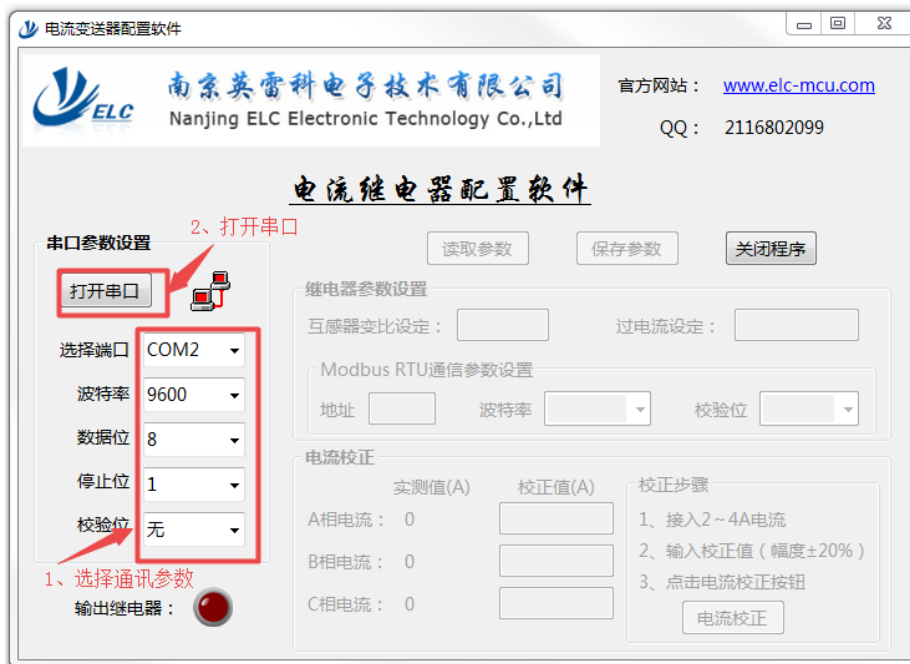 电流变送器配置软件
ELC
南京英雷科电子技术有限公司
Nanjing ELC Electronic Technology Co.,Ltd
官方网站： www.elc-mcu.com
QQ： 2116802099
电流继电器配置软件
2、打开串口
串口参数设置
打开串口
选择端口 COM2
波特率 9600
数据位 8
停止位 1
校验位 无
1、选择通讯参数
输出继电器：
读取参数 保存参数 关闭程序
继电器参数设置
互感器变比设定： 过电流设定：
Modbus RTU通信参数设置
地址 波特率 校验位
电流校正
实测值(A) 校正值(A)
A相电流： 0
B相电流： 0
C相电流： 0
校正步骤
1、接入2～4A电流
2、输入校正值（幅度±20%）
3、点击电流校正按钮
电流校正